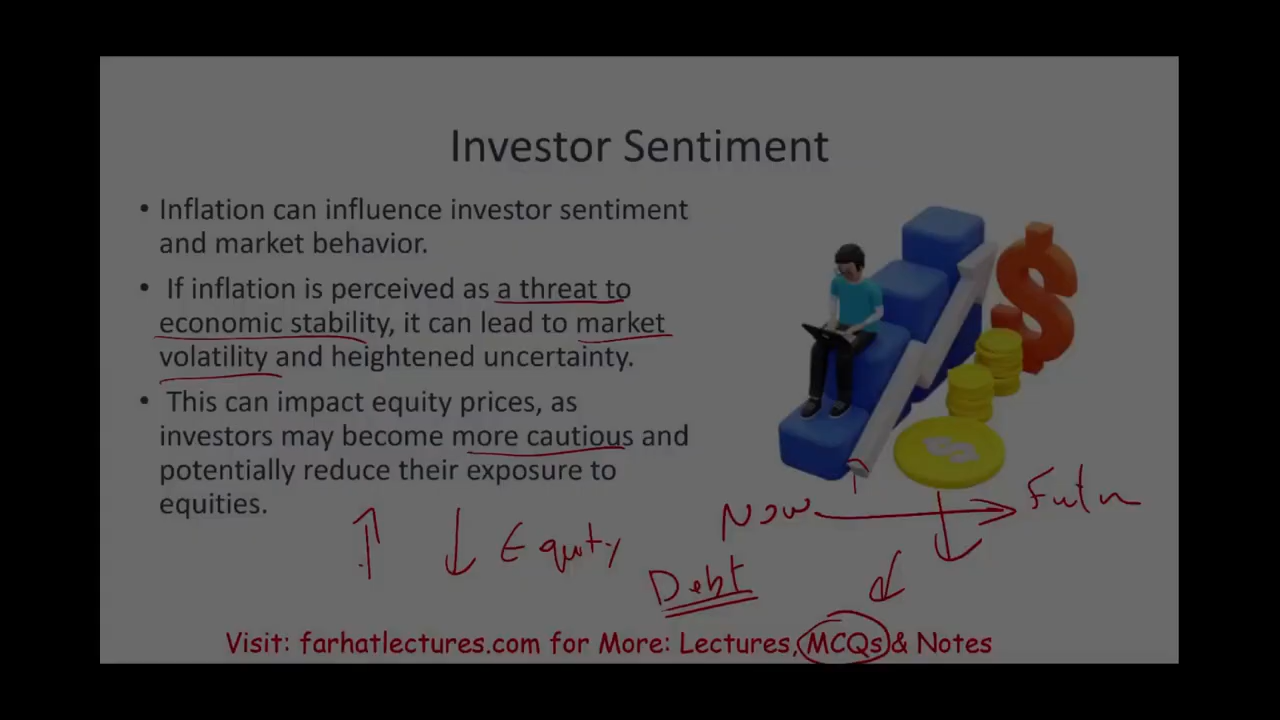 Investor Sentiment
• Inflation can influence investor sentiment
and market behavior.
• If inflation is perceived as a threat to
economic stability, it can lead to market
volatility and heightened uncertainty.
• This can impact equity prices, as
investors may become more cautious and
potentially reduce their exposure to
equities.
Now
Equity
Debt
Visit: farhatlectures.com for More: Lectures, MCQs & Notes